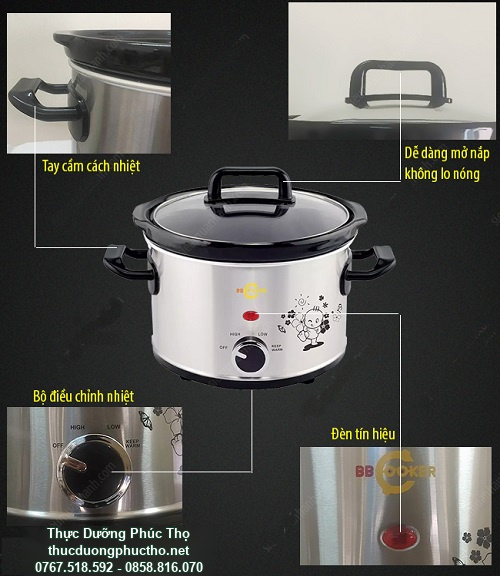 Tay cầm cách nhiệt
Dễ dàng mở nắp
không lo nóng
BB COOKER
HIGH LOW
OFF KEEP
WARM
Bộ điều chỉnh nhiệt
Đèn tín hiệu
HIGH LOW
OFF KEEP
WARM
BB COOKER
Thực Dưỡng Phúc Thọ
thucduongphuctho.net
0767.518.592 - 0858.816.070